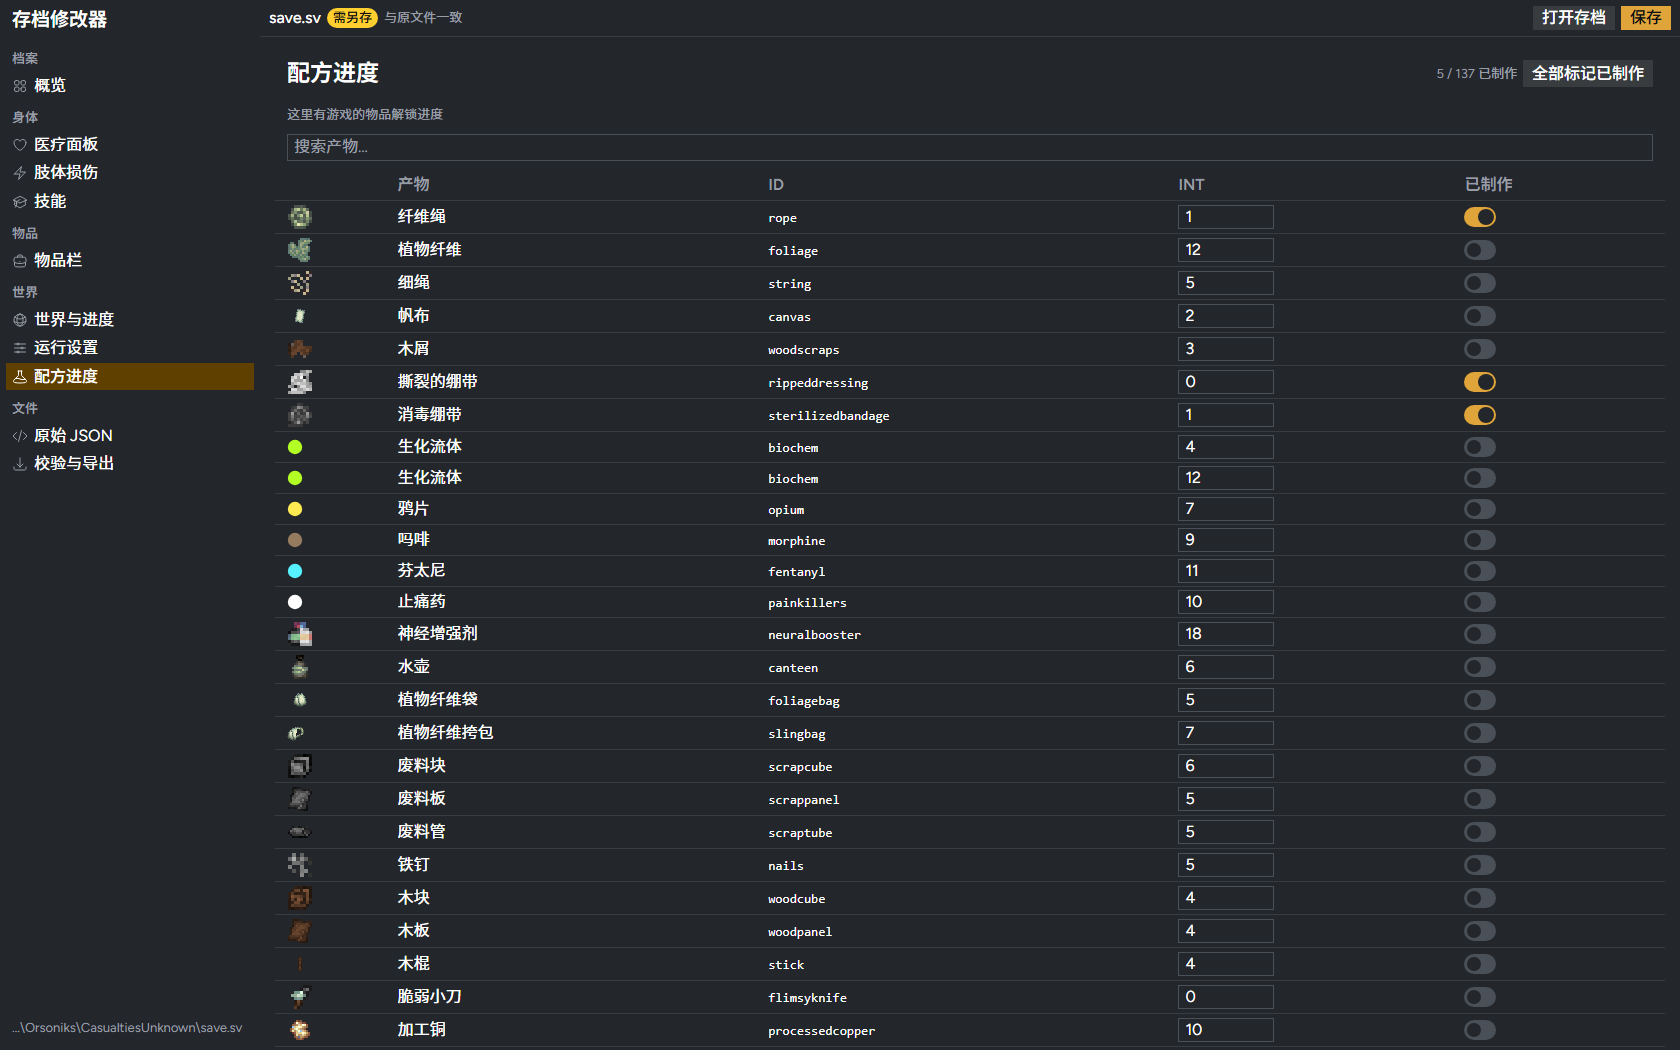 存档修改器
save.sv 需另存 与原文件一致
打开存档 保存
档案
概览
身体
医疗面板
肢体损伤
技能
物品
物品栏
世界
世界与进度
运行设置
配方进度
文件
原始 JSON
校验与导出
...\Orsoniks\CasualtiesUnknown\save.sv
配方进度
5 / 137 已制作 全部标记已制作
这里有游戏的物品解锁进度
搜索产物...
产物 ID INT 已制作
纤维绳 rope 1
植物纤维 foliage 12
细绳 string 5
帆布 canvas 2
木屑 woodscraps 3
撕裂的绷带 rippeddressing 0
消毒绷带 sterilizedbandage 1
生化流体 biochem 4
生化流体 biochem 12
鸦片 opium 7
吗啡 morphine 9
芬太尼 fentanyl 11
止痛药 painkillers 10
神经增强剂 neuralbooster 18
水壶 canteen 6
植物纤维袋 foliagebag 5
植物纤维挎包 slingbag 7
废料块 scrapcube 6
废料板 scrappanel 5
废料管 scraptube 5
铁钉 nails 5
木块 woodcube 4
木板 woodpanel 4
木棍 stick 4
脆弱小刀 flimsyknife 0
加工铜 processedcopper 10